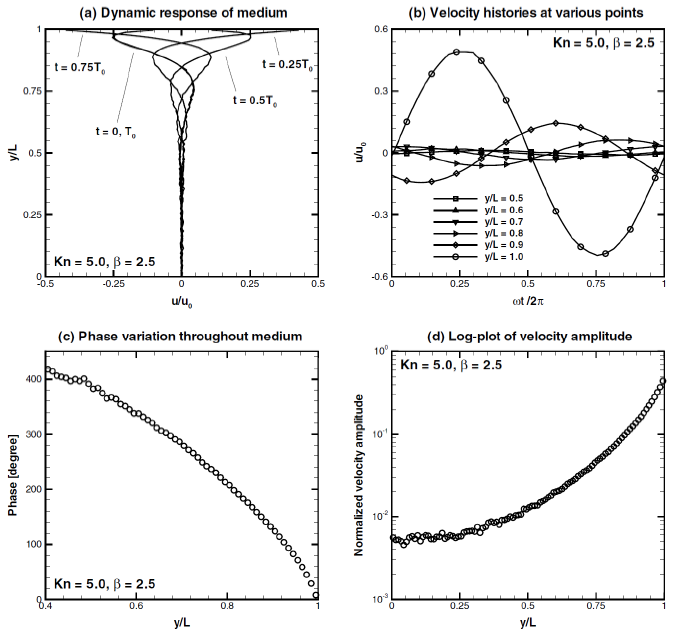 (a) Dynamic response of medium
1
0.75
0.5
0.25
0
y/L
t = 0.75T0
t = 0.25T0
t = 0, T0
t = 0.5T0
Kn = 5.0, β = 2.5
-0.5 -0.25 0 0.25 0.5
u/u0
(b) Velocity histories at various points
Kn = 5.0, β = 2.5
0.6
0.3
0
-0.3
-0.6
u/u0
y/L = 0.5
y/L = 0.6
y/L = 0.7
y/L = 0.8
y/L = 0.9
y/L = 1.0
0 0.25 0.5 0.75 1
ωt /2π
(c) Phase variation throughout medium
400
300
200
100
0
Phase [degree]
Kn = 5.0, β = 2.5
0.4 0.6 0.8 1
y/L
(d) Log-plot of velocity amplitude
Kn = 5.0, β = 2.5
10^0
10^-1
10^-2
10^-3
Normalized velocity amplitude
0 0.25 0.5 0.75 1
y/L